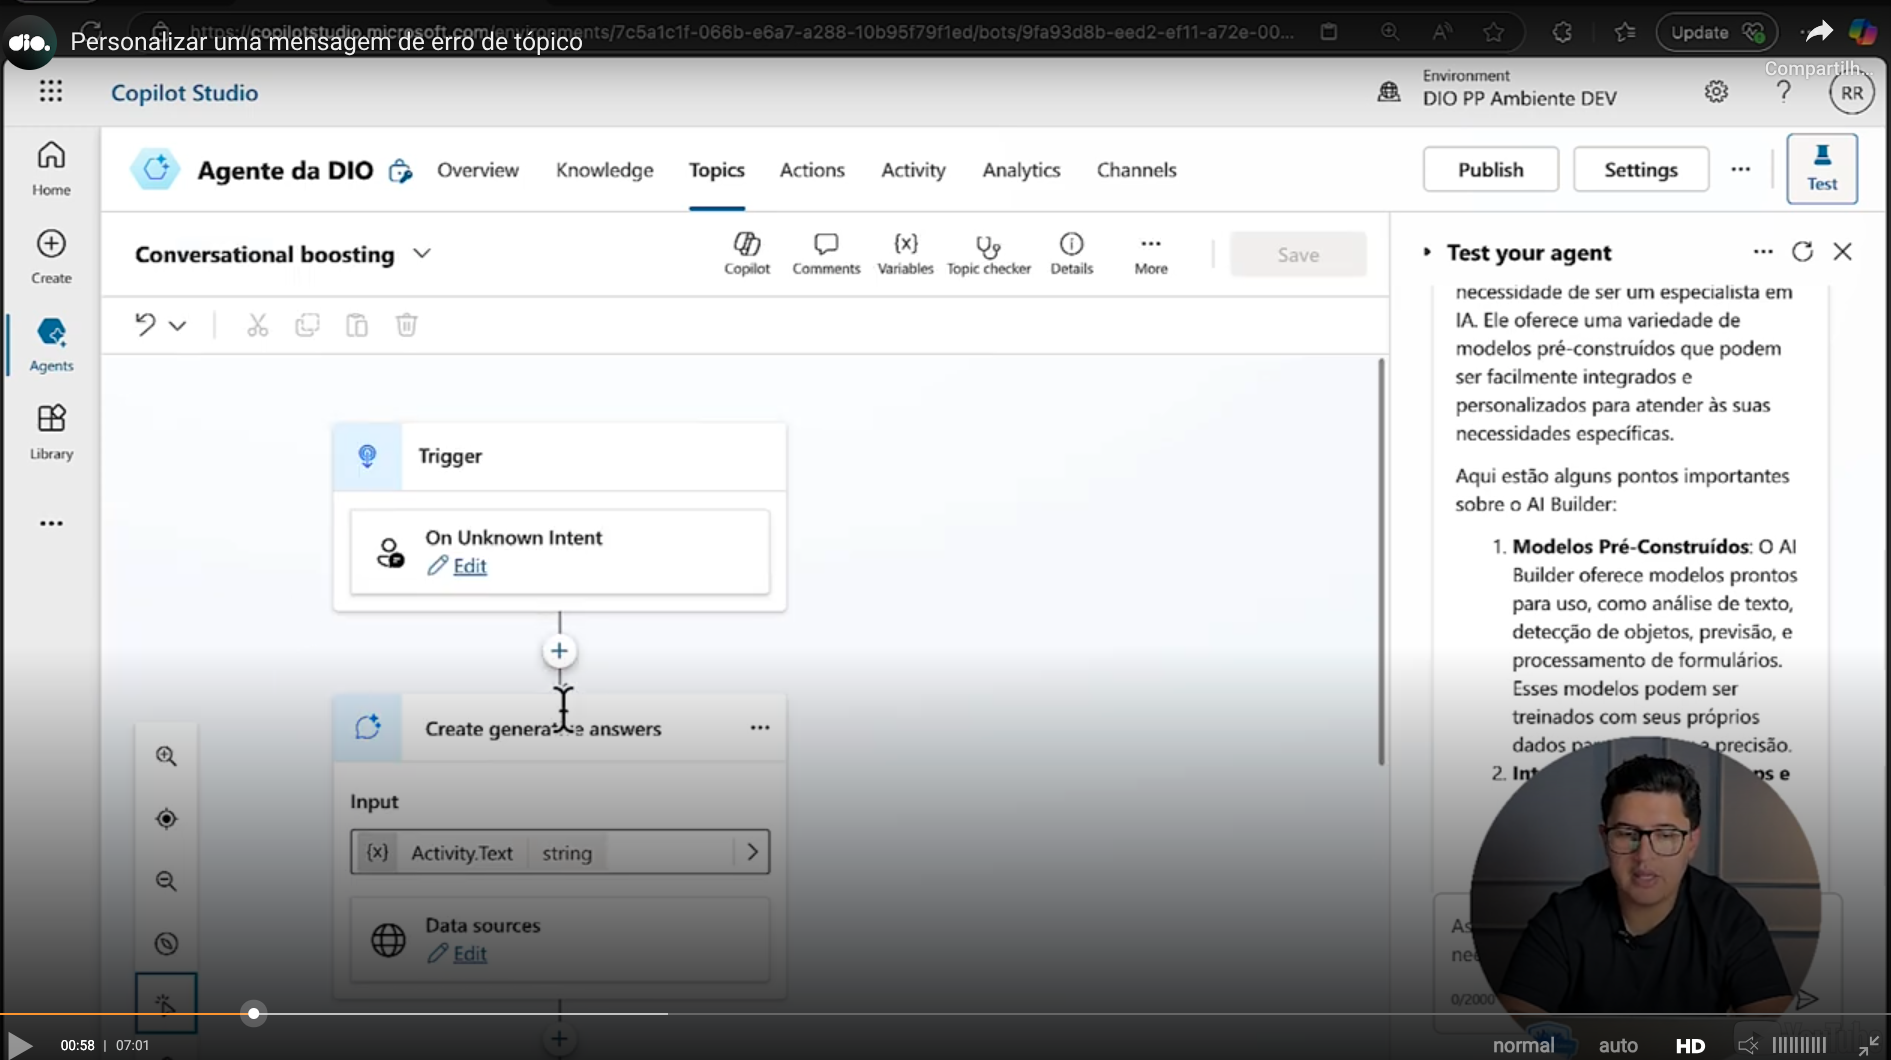 https://copilotstudio.microsoft.com/environments/7c5a1c1f-066b-e6a7-a288-10b95f79f1ed/bots/9fa93d8b-eed2-ef11-a72e-00...
Update
dio.
Personalizar uma mensagem de erro de tópico
Compartilh...
Copilot Studio
Environment
DIO PP Ambiente DEV
?
RR
Home
Create
Agents
Library
Agente da DIO
Overview
Knowledge
Topics
Actions
Activity
Analytics
Channels
Publish
Settings
Test
Conversational boosting
Copilot
Comments
{x}
Variables
Topic checker
Details
More
Save
Trigger
On Unknown Intent
Edit
Create generative answers
Input
{x} Activity.Text string
Data sources
Edit
Test your agent
necessidade de ser um especialista em
IA. Ele oferece uma variedade de
modelos pré-construídos que podem
ser facilmente integrados e
personalizados para atender às suas
necessidades específicas.
Aqui estão alguns pontos importantes
sobre o AI Builder:
1. Modelos Pré-Construídos: O AI
Builder oferece modelos prontos
para uso, como análise de texto,
detecção de objetos, previsão, e
processamento de formulários.
Esses modelos podem ser
treinados com seus próprios
dados precisão.
2. Int ps e
As
nee
0/2000
00:58 | 07:01
normal
auto
HD